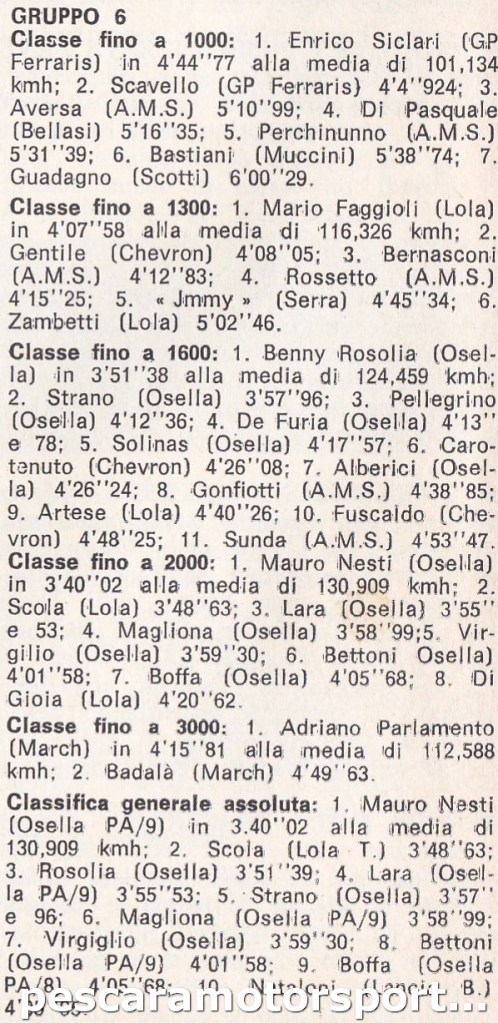 GRUPPO 6
Classe fino a 1000: 1. Enrico Siclari (GP
Ferraris) in 4'44''77 alla media di 101,134
kmh; 2. Scavello (GP Ferraris) 4'4''924; 3.
Aversa (A.M.S.) 5'10''99; 4. Di Pasquale
(Bellasi) 5'16''35; 5. Perchinunno (A.M.S.)
5'31''39; 6. Bastiani (Muccini) 5'38''74; 7.
Guadagno (Scotti) 6'00''29.
Classe fino a 1300: 1. Mario Faggioli (Lola)
in 4'07''58 alla media di 116,326 kmh; 2.
Gentile (Chevron) 4'08''05; 3. Bernasconi
(A.M.S.) 4'12''83; 4. Rossetto (A.M.S.)
4'15''25; 5. « Jmmy » (Serra) 4'45''34; 6.
Zambetti (Lola) 5'02''46.
Classe fino a 1600: 1. Benny Rosolia (Osel-
la) in 3'51''38 alla media di 124,459 kmh;
2. Strano (Osella) 3'57''96; 3. Pellegrino
(Osella) 4'12''36; 4. De Furia (Osella) 4'13''
e 78; 5. Solinas (Osella) 4'17''57; 6. Caro-
tenuto (Chevron) 4'26''08; 7. Alberici (Osel-
la) 4'26''24; 8. Gonfiotti (A.M.S.) 4'38''85;
9. Artese (Lola) 4'40''26; 10. Fuscaldo (Che-
vron) 4'48''25; 11. Sunda (A.M.S.) 4'53''47.
Classe fino a 2000: 1. Mauro Nesti (Osella)
in 3'40''02 alla media di 130,909 kmh; 2.
Scola (Lola) 3'48''63; 3. Lara (Osella) 3'55''
e 53; 4. Magliona (Osella) 3'58''99;5. Vir-
gilio (Osella) 3'59''30; 6. Bettoni Osella)
4'01''58; 7. Boffa (Osella) 4'05''68; 8. Di
Gioia (Lola) 4'20''62.
Classe fino a 3000: 1. Adriano Parlamento
(March) in 4'15''81 alla media di 112,588
kmh; 2. Badalà (March) 4'49''63.
Classifica generale assoluta: 1. Mauro Nesti
(Osella PA/9) in 3.40''02 alla media di
130,909 kmh; 2. Scola (Lola T.) 3'48''63;
3. Rosolia (Osella) 3'51''39; 4. Lara (Osel-
la PA/9) 3'55''53; 5. Strano (Osella) 3'57''
e 96; 6. Magliona (Osella PA/9) 3'58''99;
7. Virgiglio (Osella) 3'59''30; 8. Bettoni
(Osella PA/9) 4'01''58; 9. Boffa (Osella
PA/8) 4'05''68; 10. Nataloni (Lancia B.)
pescaramotorsport...